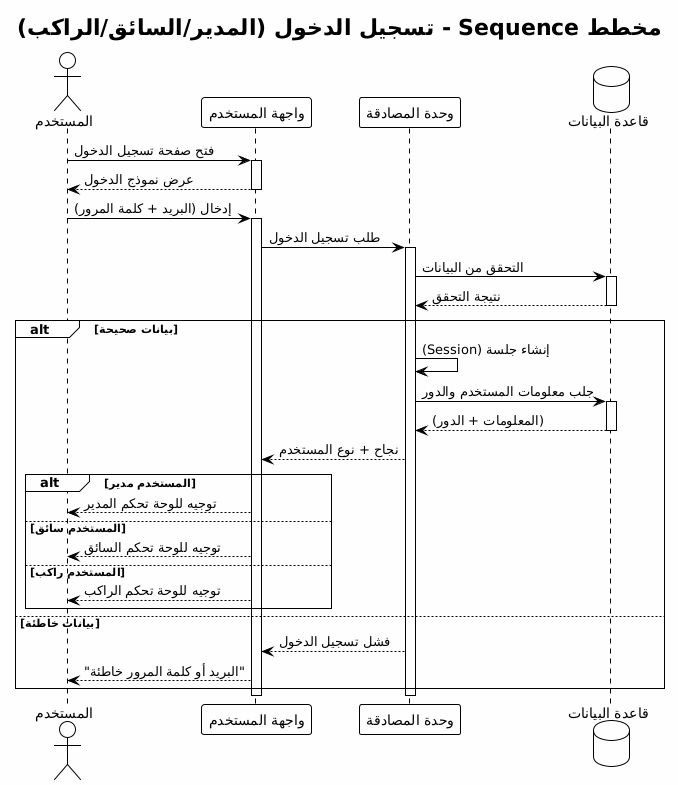 مخطط Sequence - تسجيل الدخول (المدير/السائق/الراكب)
المستخدم
واجهة المستخدم
وحدة المصادقة
قاعدة البيانات
فتح صفحة تسجيل الدخول
عرض نموذج الدخول
إدخال (البريد + كلمة المرور)
طلب تسجيل الدخول
التحقق من البيانات
نتيجة التحقق
alt [بيانات صحيحة]
إنشاء جلسة (Session)
جلب معلومات المستخدم والدور
(المعلومات + الدور)
نجاح + نوع المستخدم
alt [المستخدم مدير]
توجيه للوحة تحكم المدير
[المستخدم سائق]
توجيه للوحة تحكم السائق
[المستخدم راكب]
توجيه للوحة تحكم الراكب
[بيانات خاطئة]
فشل تسجيل الدخول
"البريد أو كلمة المرور خاطئة"
المستخدم
واجهة المستخدم
وحدة المصادقة
قاعدة البيانات